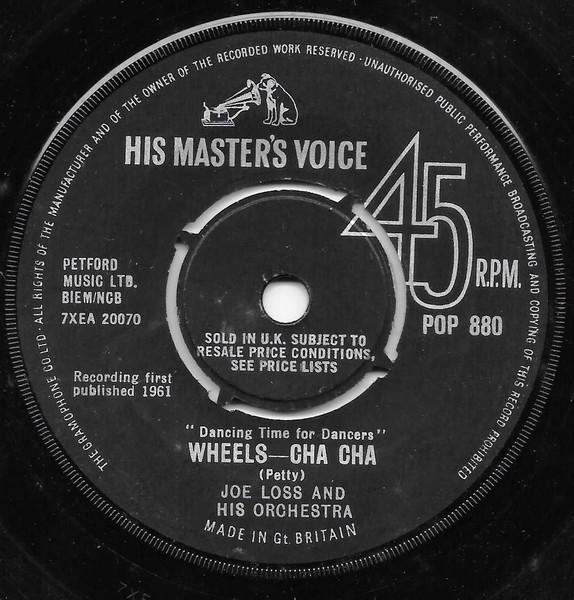 THE GRAMOPHONE CO LTD · ALL RIGHTS OF THE MANUFACTURER AND OF THE OWNER OF THE RECORDED WORK RESERVED · UNAUTHORISED PUBLIC PERFORMANCE BROADCASTING AND COPYING OF THIS RECORD PROHIBITED
HIS MASTER'S VOICE
45
R.P.M.
POP 880
PETFORD
MUSIC LTD.
BIEM/NCB
7XEA 20070
SOLD IN U.K. SUBJECT TO
RESALE PRICE CONDITIONS,
SEE PRICE LISTS
Recording first
published 1961
"Dancing Time for Dancers"
WHEELS—CHA CHA
(Petty)
JOE LOSS AND
HIS ORCHESTRA
MADE IN Gt. BRITAIN